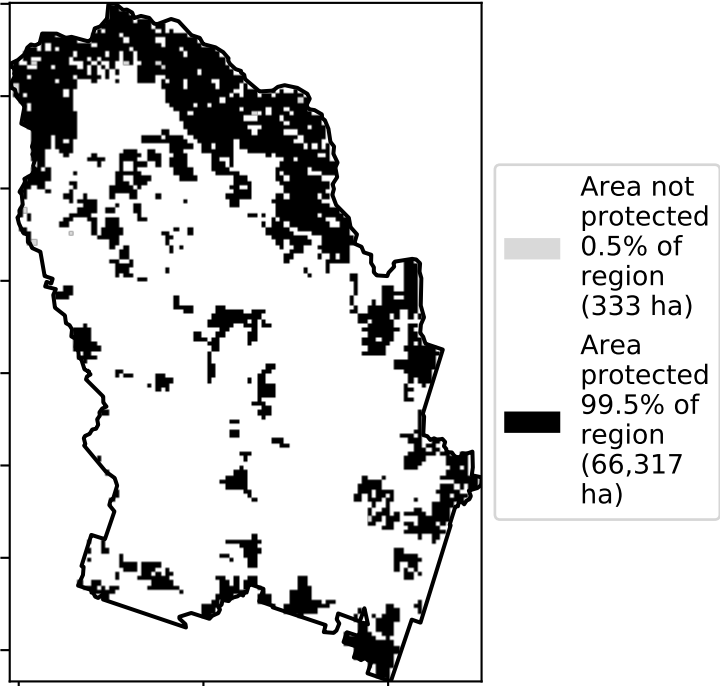 Area not
protected
0.5% of
region
(333 ha)
Area
protected
99.5% of
region
(66,317
ha)